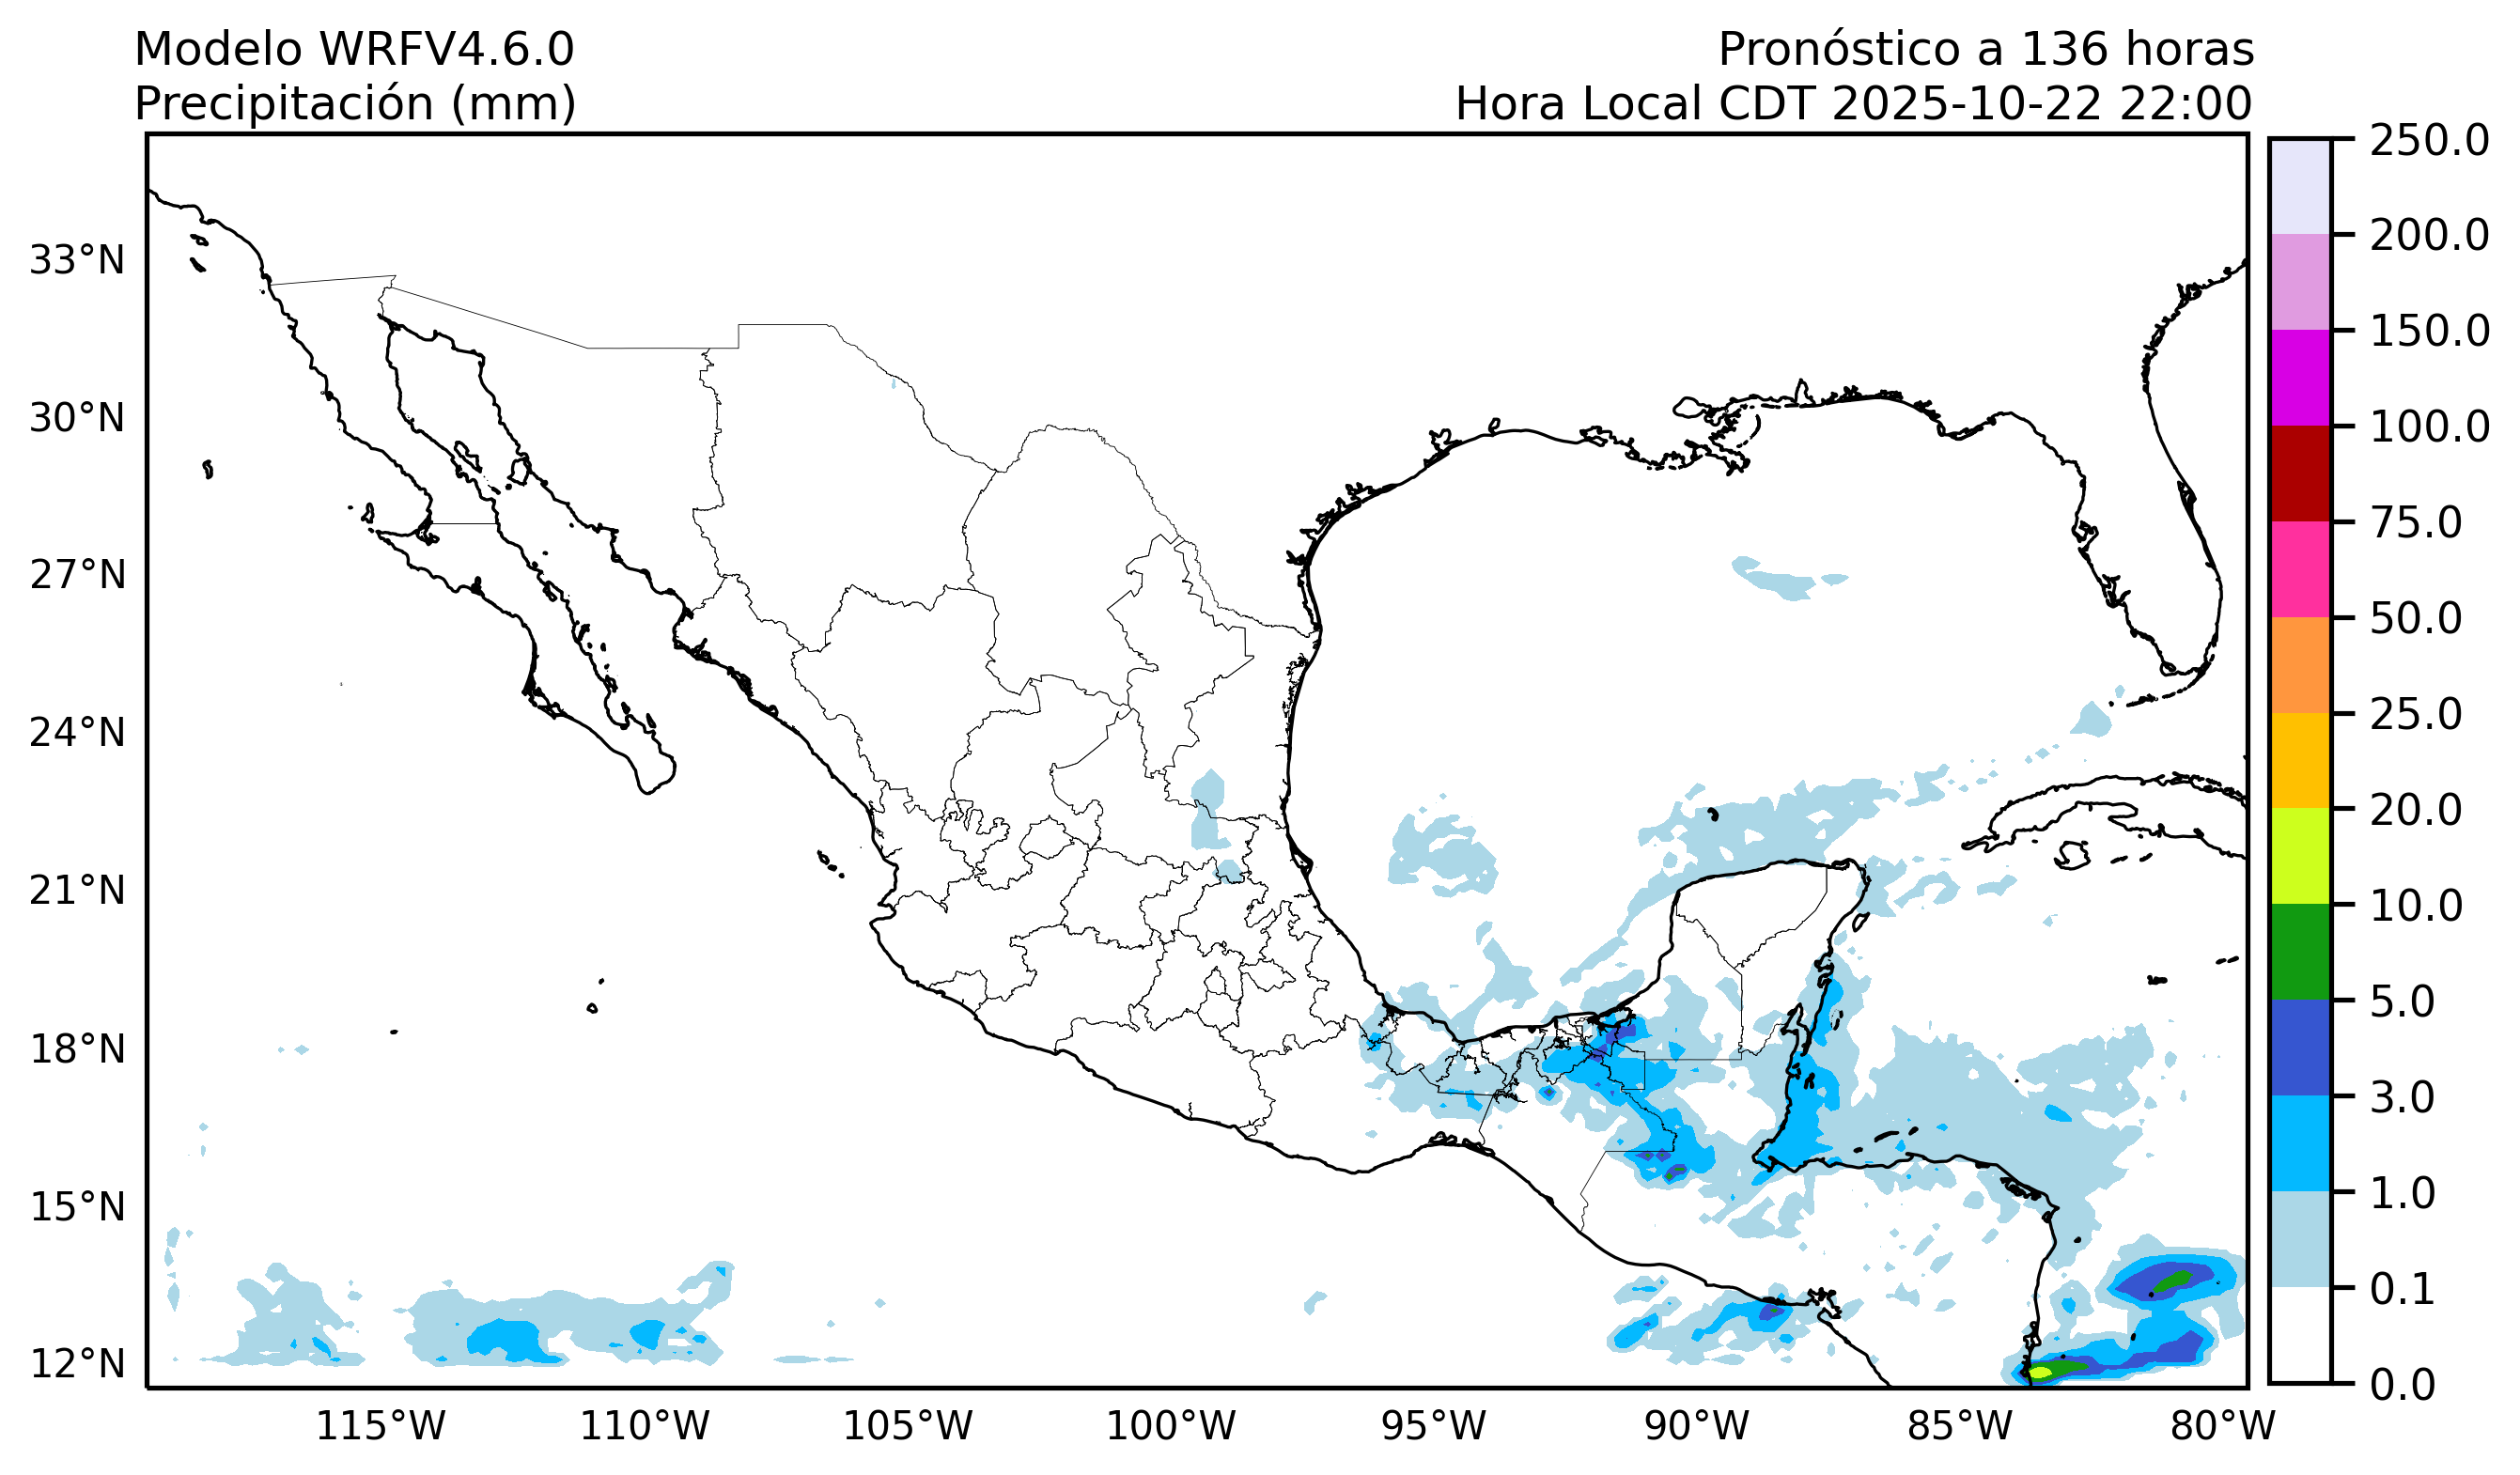 Modelo WRFV4.6.0
Precipitación (mm)
Pronóstico a 136 horas
Hora Local CDT 2025-10-22 22:00
33°N
30°N
27°N
24°N
21°N
18°N
15°N
12°N
115°W
110°W
105°W
100°W
95°W
90°W
85°W
80°W
250.0
200.0
150.0
100.0
75.0
50.0
25.0
20.0
10.0
5.0
3.0
1.0
0.1
0.0